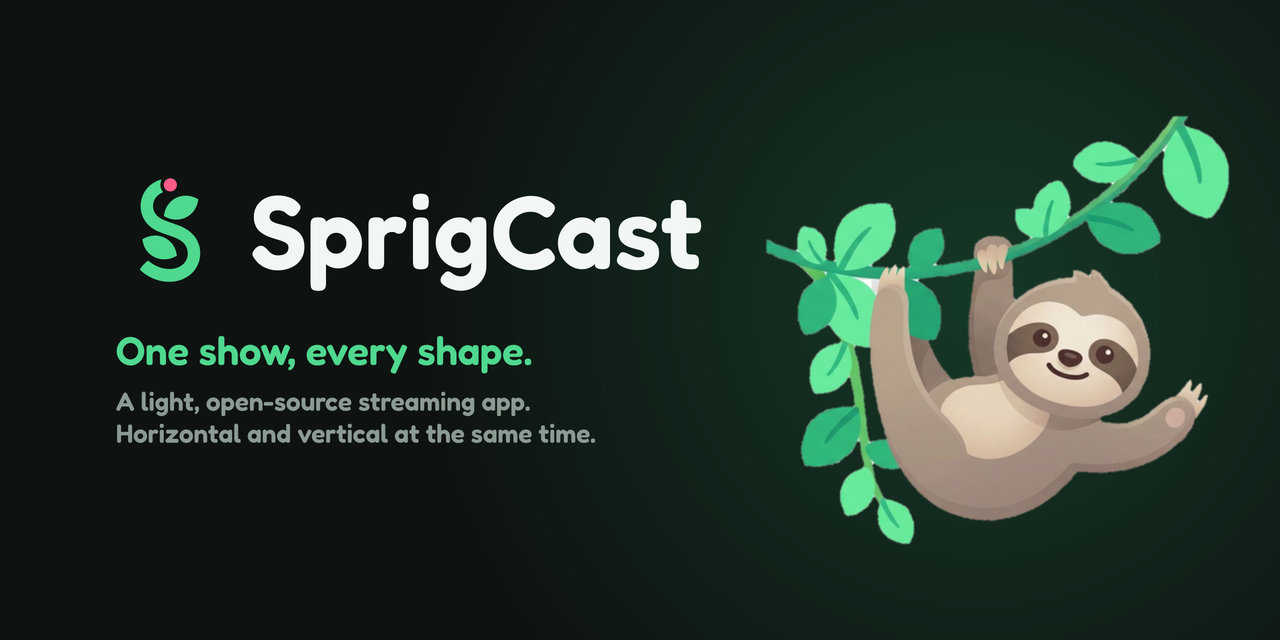 SprigCast
One show, every shape.
A light, open-source streaming app.
Horizontal and vertical at the same time.